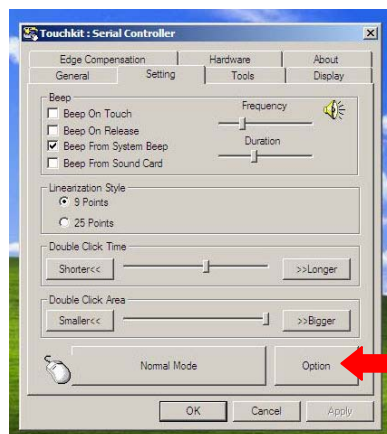 Touchkit : Serial Controller
Edge Compensation Hardware About
General Setting Tools Display
Beep
Beep On Touch
Beep On Release
Beep From System Beep
Beep From Sound Card
Frequency
Duration
Linearization Style
9 Points
25 Points
Double Click Time
Shorter<< >>Longer
Double Click Area
Smaller<< >>Bigger
Normal Mode Option
OK Cancel Apply